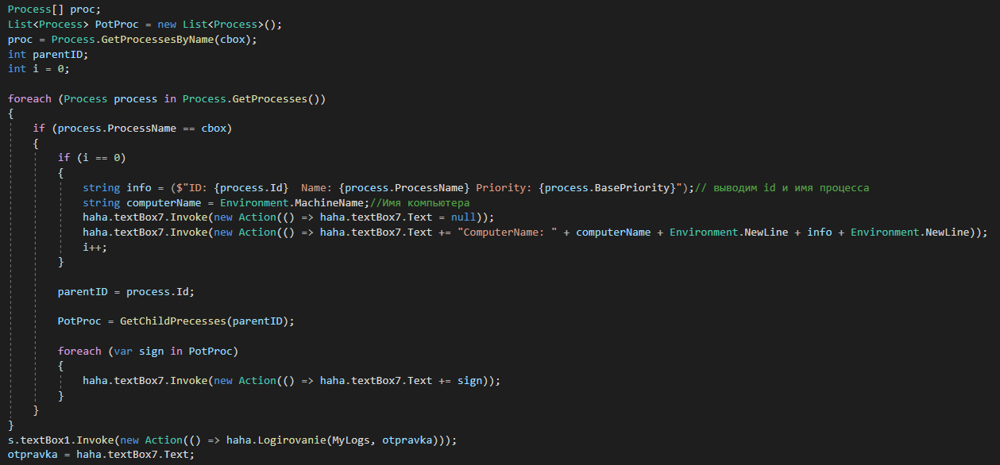 Process[] proc;
List<Process> PotProc = new List<Process>();
proc = Process.GetProcessesByName(cbox);
int parentID;
int i = 0;

foreach (Process process in Process.GetProcesses())
{
    if (process.ProcessName == cbox)
    {
        if (i == 0)
        {
            string info = ($"ID: {process.Id}  Name: {process.ProcessName} Priority: {process.BasePriority}");// выводим id и имя процесса
            string computerName = Environment.MachineName;//Имя компьютера
            haha.textBox7.Invoke(new Action(() => haha.textBox7.Text = null));
            haha.textBox7.Invoke(new Action(() => haha.textBox7.Text += "ComputerName: " + computerName + Environment.NewLine + info + Environment.NewLine));
            i++;
        }

        parentID = process.Id;

        PotProc = GetChildPrecesses(parentID);

        foreach (var sign in PotProc)
        {
            haha.textBox7.Invoke(new Action(() => haha.textBox7.Text += sign));
        }
    }
}
s.textBox1.Invoke(new Action(() => haha.Logirovanie(MyLogs, otpravka)));
otpravka = haha.textBox7.Text;